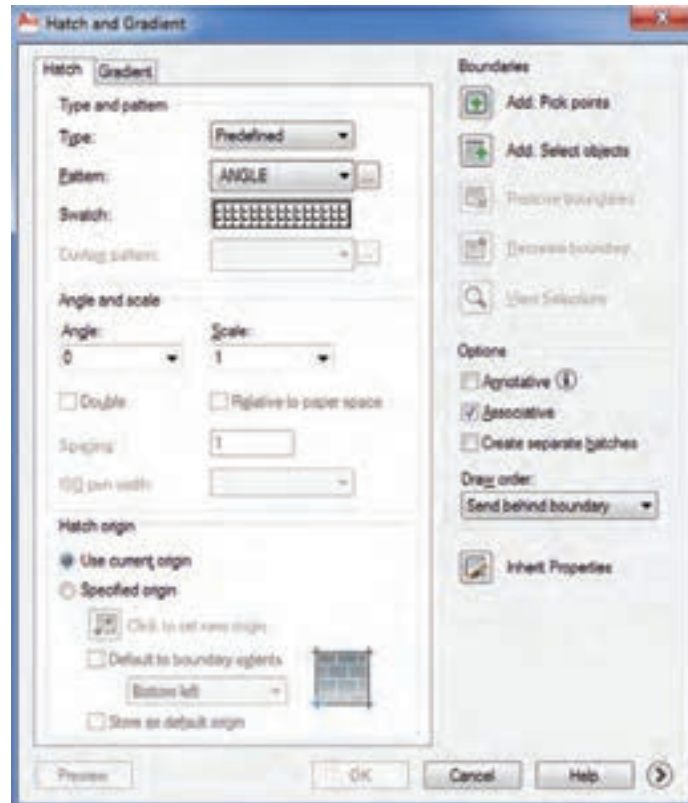 Hatch and Gradient
Hatch Gradient
Type and pattern
Type: Predefined
Pattern: ANGLE ...
Swatch:
Custom pattern: ...
Angle and scale
Angle: Scale:
0 1
Double Relative to paper space
Spacing: 1
ISO pen width:
Hatch origin
Use current origin
Specified origin
Click to set new origin
Default to boundary extents
Bottom left
Store as default origin
Boundaries
Add: Pick points
Add: Select objects
Remove boundaries
Recreate boundary
View Selections
Options
Annotative
Associative
Create separate hatches
Draw order:
Send behind boundary
Inherit Properties
Preview OK Cancel Help